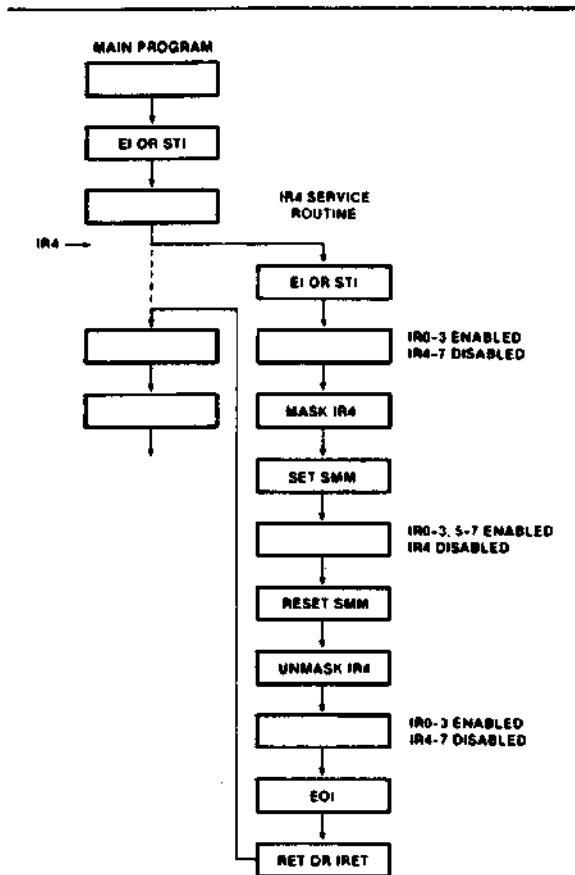 MAIN PROGRAM
EI OR STI
IR4
IR4 SERVICE
ROUTINE
EI OR STI
IR0-3 ENABLED
IR4-7 DISABLED
MASK IR4
SET SMM
IR0-3, 5-7 ENABLED
IR4 DISABLED
RESET SMM
UNMASK IR4
IR0-3 ENABLED
IR4-7 DISABLED
EOI
RET OR IRET